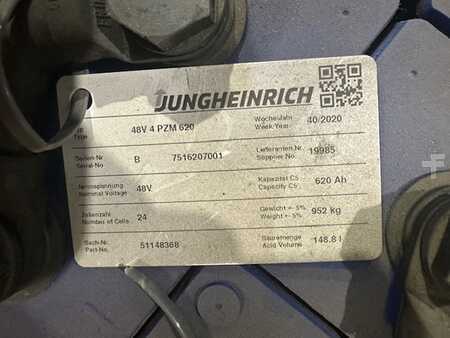 JUNGHEINRICH
Type 48V 4 PZM 620
Woche/Jahr Week/Year 40/2020
Serien-Nr. Serial-No. B 7516207001
Lieferanten Nr. Supplier No. 19985
Nennspannung Nominal Voltage 48V
Kapazität C5 Capacity C5 620 Ah
Zellenzahl Number of Cells 24
Gewicht +- 5% Weight +- 5% 952 kg
Sach-Nr. Part-No. 51148368
Säuremenge Acid Volume 148.8 l